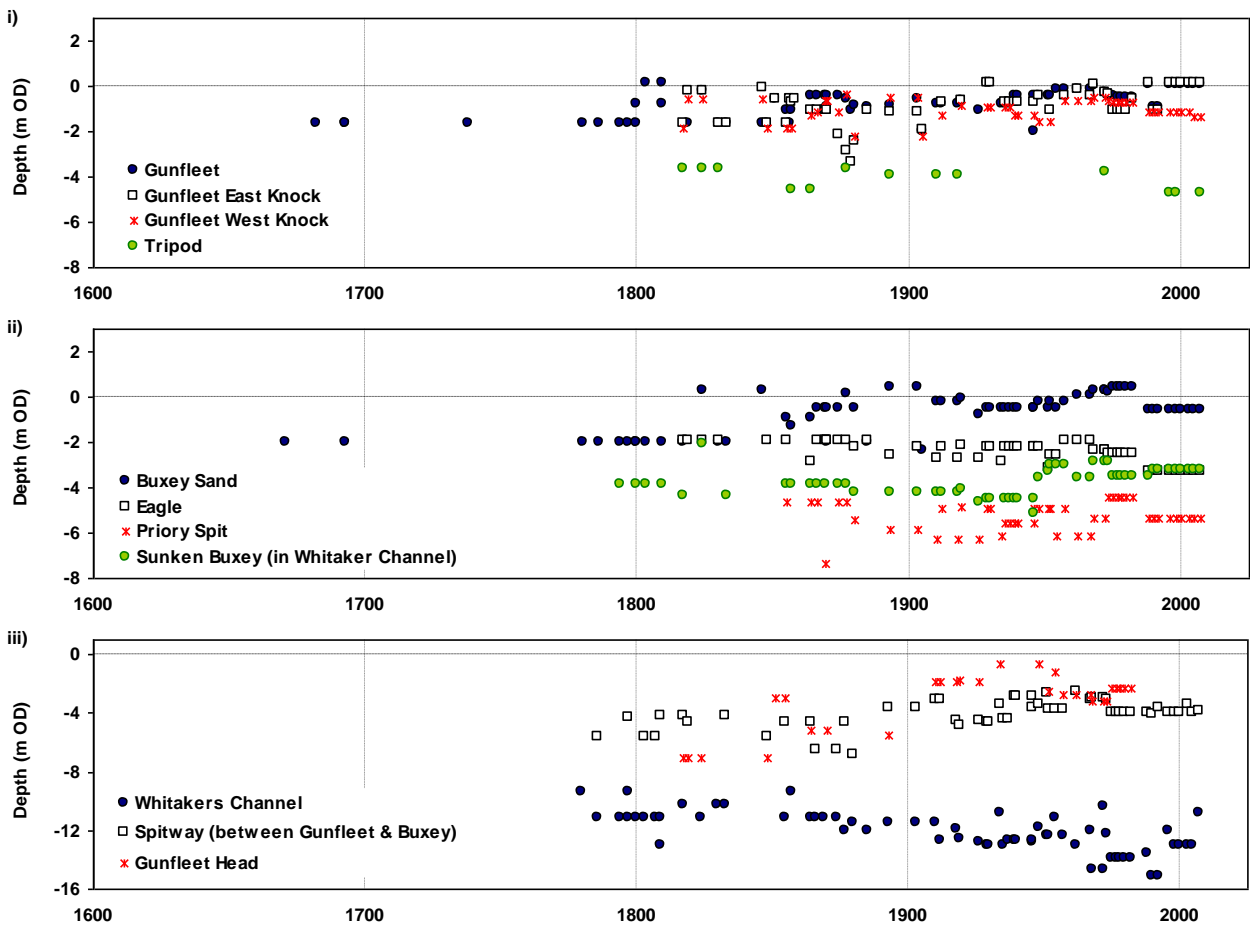 i)
Depth (m OD)
2
0
-2
-4
-6
-8
Gunfleet
Gunfleet East Knock
Gunfleet West Knock
Tripod
1600 1700 1800 1900 2000
ii)
Depth (m OD)
2
0
-2
-4
-6
-8
Buxey Sand
Eagle
Priory Spit
Sunken Buxey (in Whitaker Channel)
1600 1700 1800 1900 2000
iii)
Depth (m OD)
0
-4
-8
-12
-16
Whitakers Channel
Spitway (between Gunfleet & Buxey)
Gunfleet Head
1600 1700 1800 1900 2000